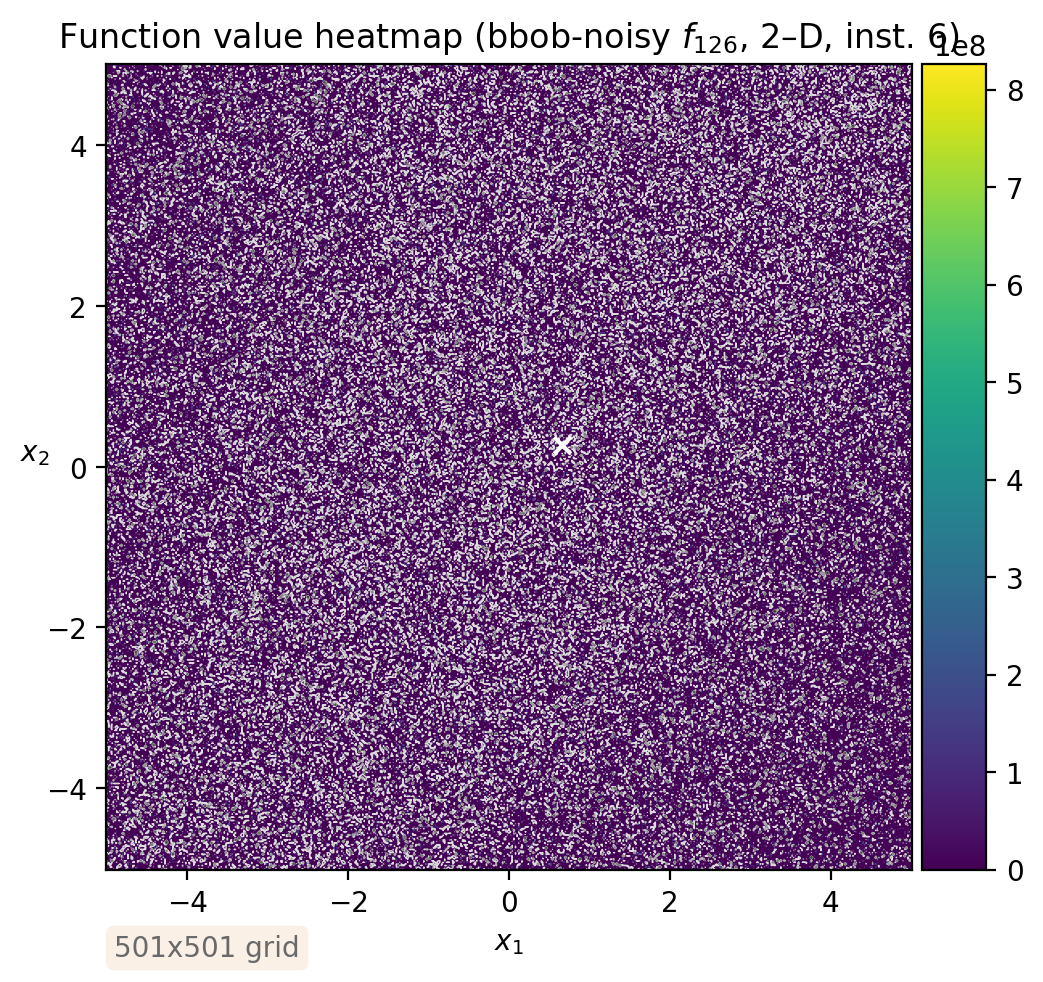 Function value heatmap (bbob-noisy f₁₂₆, 2–D, inst. 6)
1e8
8
7
6
5
4
3
2
1
0
4
2
0
−2
−4
x₂
−4 −2 0 2 4
x₁
501x501 grid